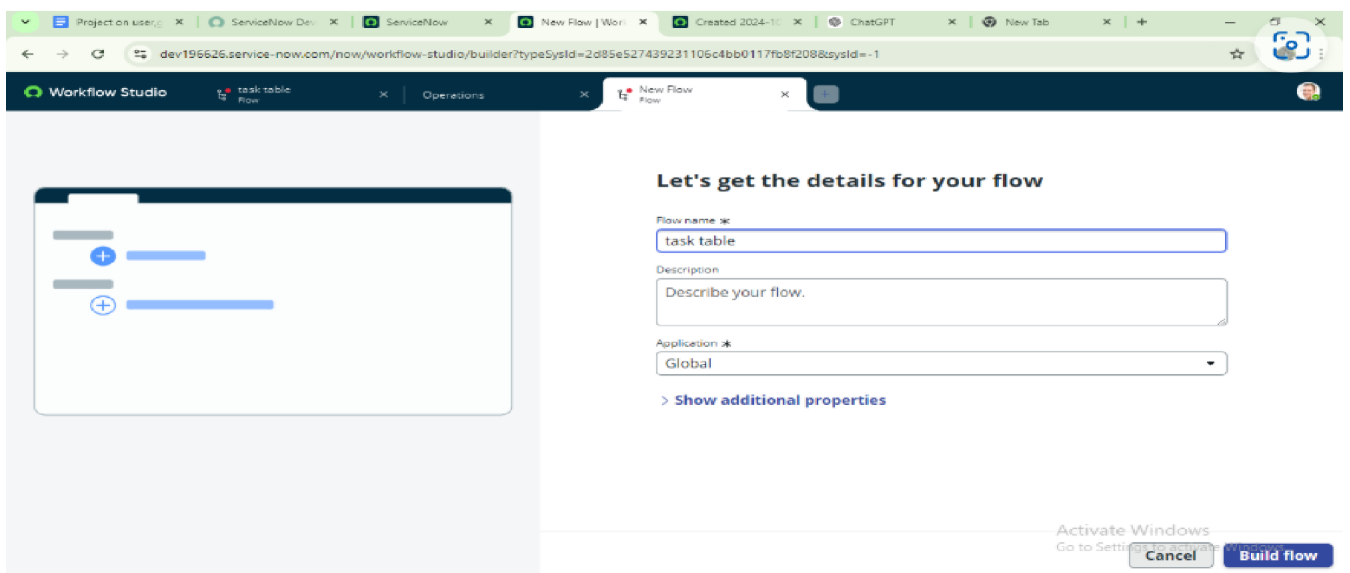 Project on user,g
ServiceNow Dev
ServiceNow
New Flow | Wor
Created 2024-10
ChatGPT
New Tab
dev196626.service-now.com/now/workflow-studio/builder?typeSysId=2d85e527439231106c4bb0117fb8f208&sysId=-1
Workflow Studio
task table
Flow
Operations
New Flow
Flow
Let's get the details for your flow
Flow name *
task table
Description
Describe your flow.
Application *
Global
Show additional properties
Activate Windows
Go to Settings to activate Windows.
Cancel
Build flow